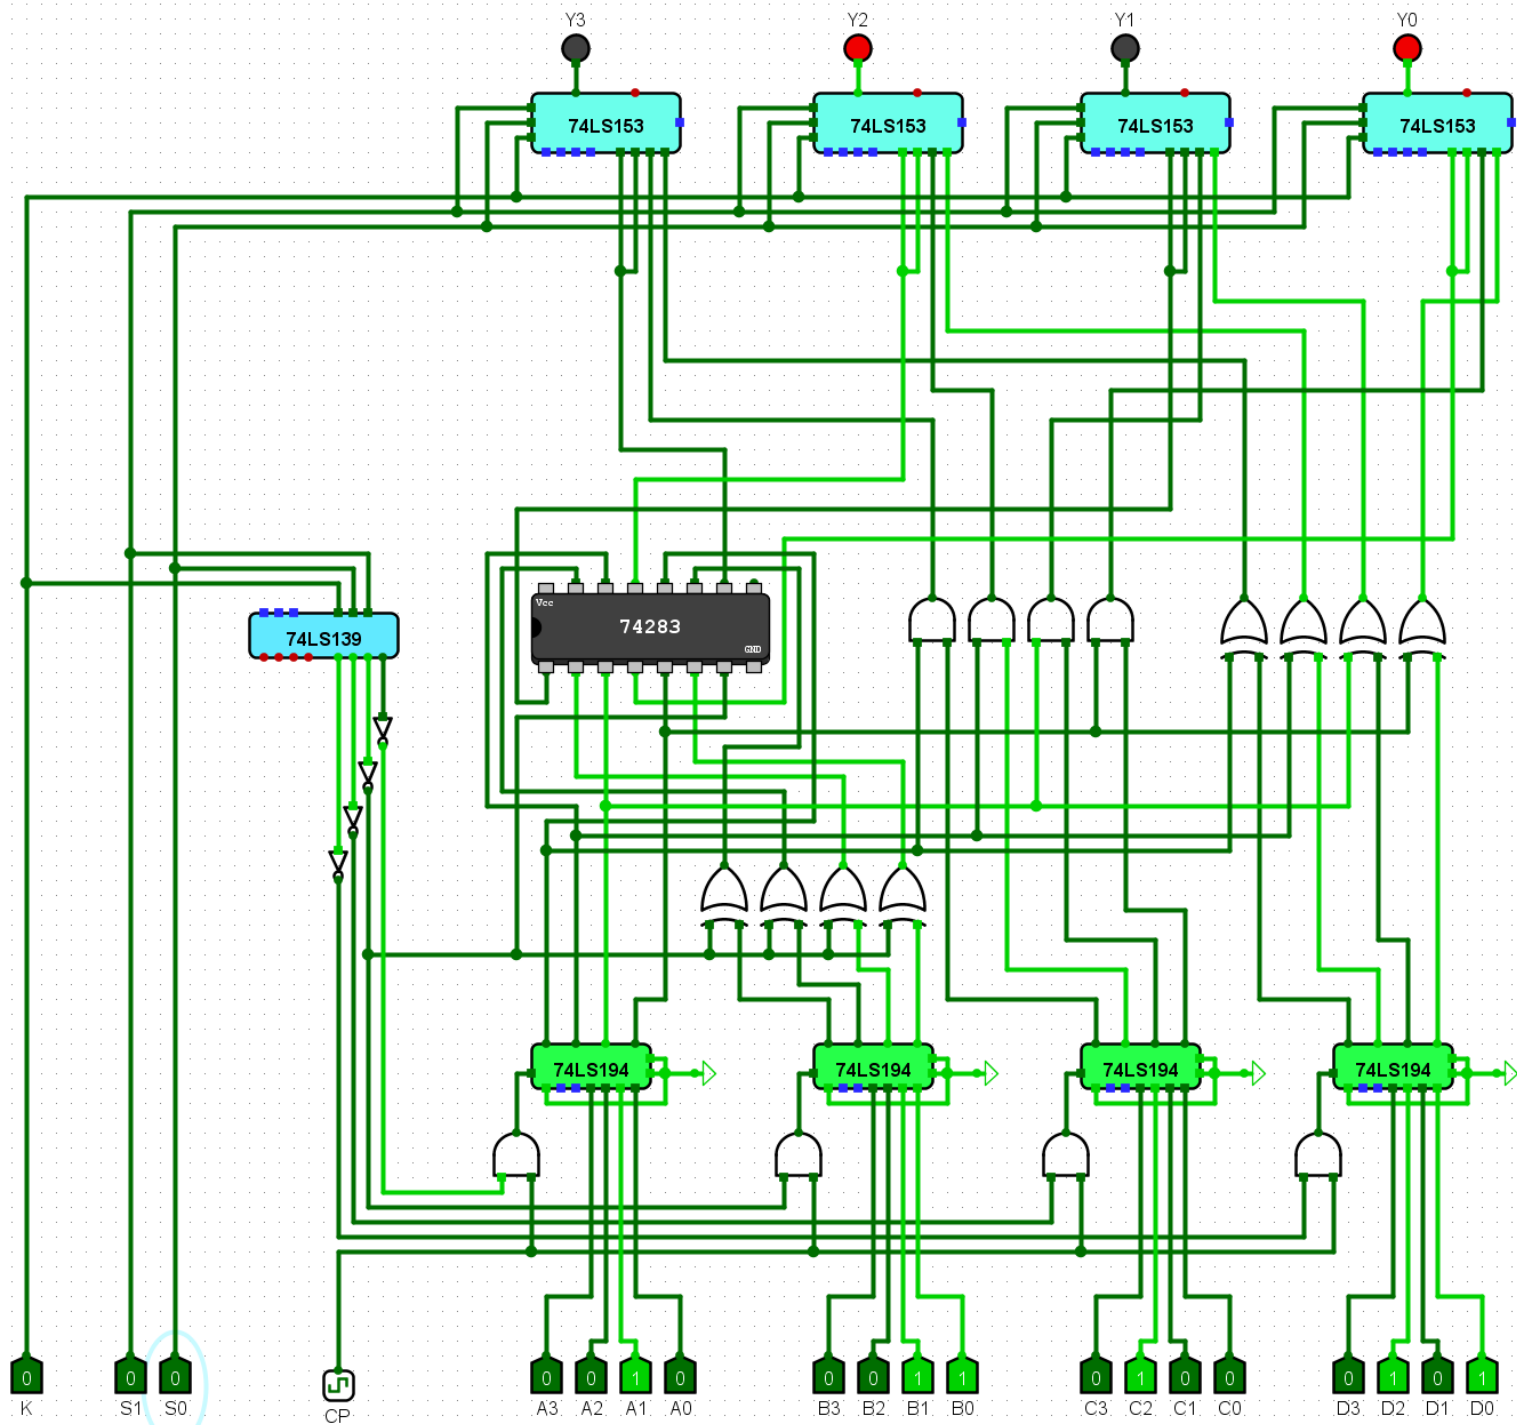 Y3 Y2 Y1 Y0
74LS153 74LS153 74LS153 74LS153
Vcc
74283
74LS139
GND
74LS194 74LS194 74LS194 74LS194
0 0 0 0 0 1 0 0 0 1 1 0 1 0 0 0 1 0 1
K S1 S0 CP A3 A2 A1 A0 B3 B2 B1 B0 C3 C2 C1 C0 D3 D2 D1 D0